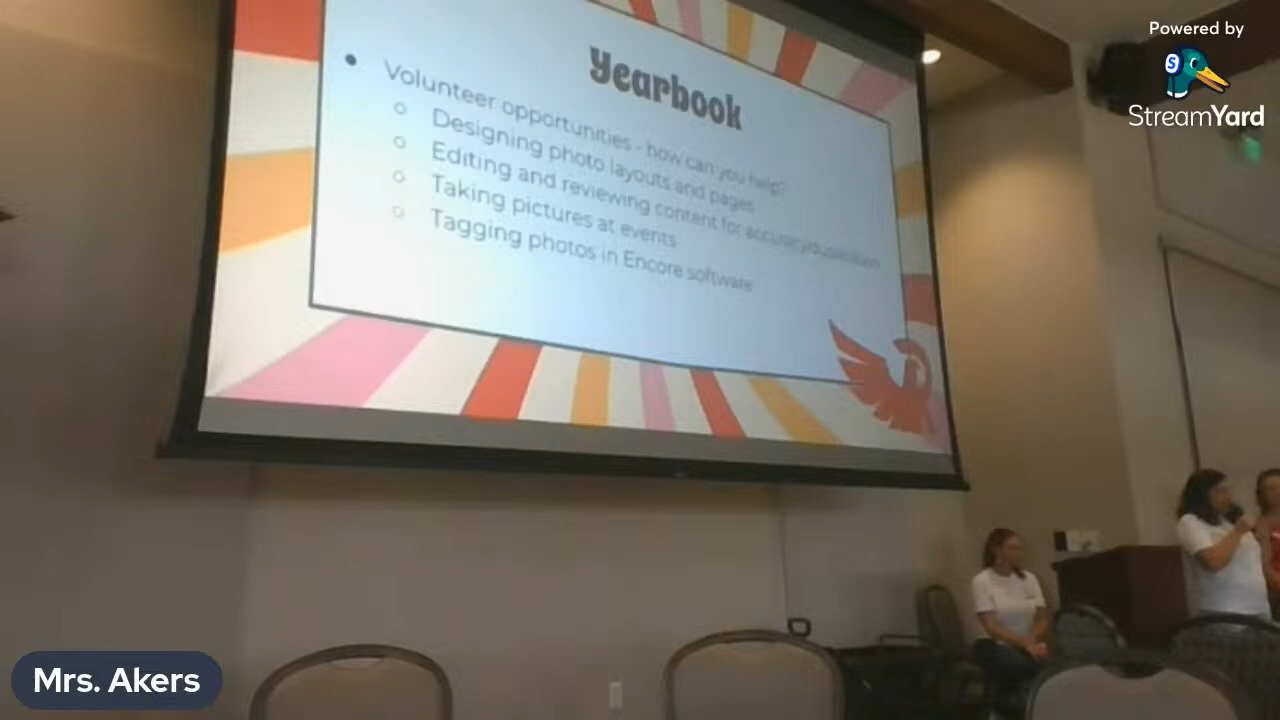 Powered by
StreamYard
Yearbook
Volunteer opportunities - how can you help?
Designing photo layouts and pages
Editing and reviewing content for accuracy/duplication
Taking pictures at events
Tagging photos in Encore software
Mrs. Akers